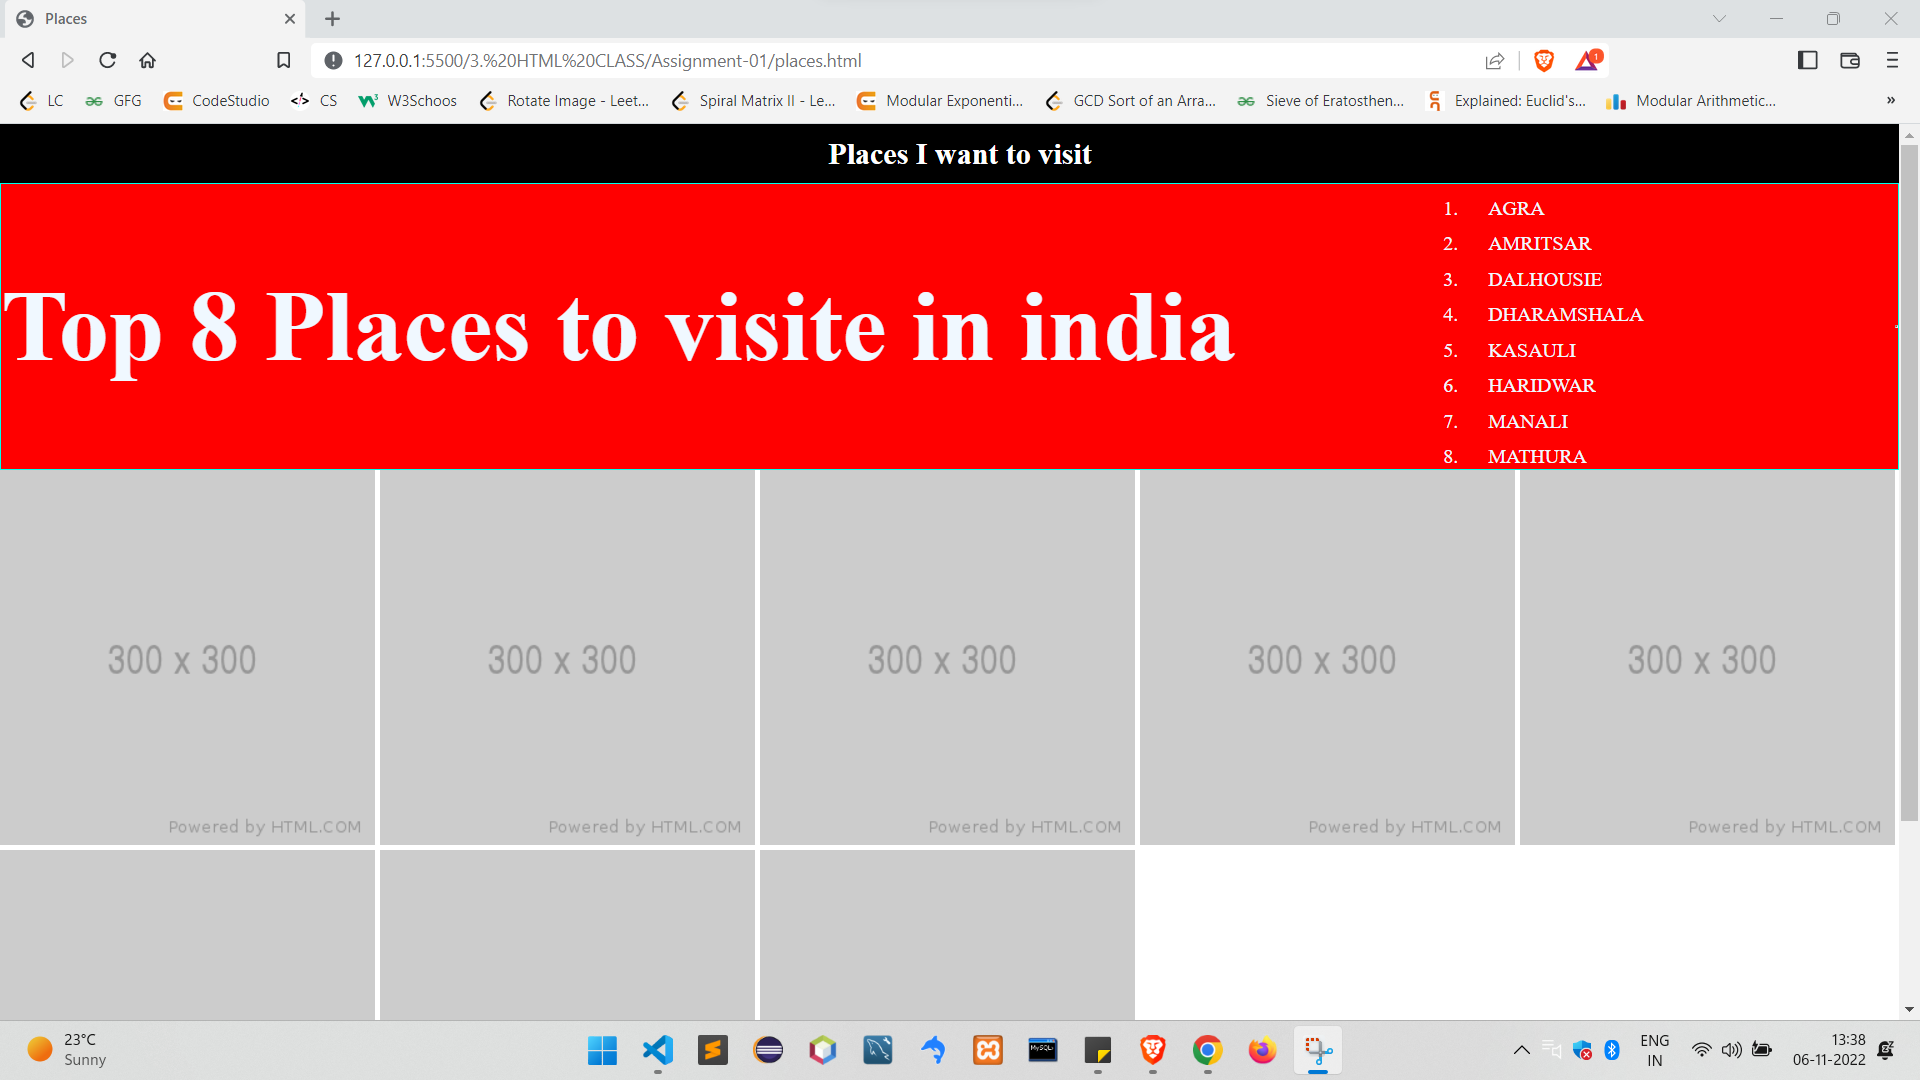 Places
127.0.0.1:5500/3.%20HTML%20CLASS/Assignment-01/places.html
1
LC GFG CodeStudio CS W3Schoos Rotate Image - Leet... Spiral Matrix II - Le... Modular Exponenti... GCD Sort of an Arra... Sieve of Eratosthen... Explained: Euclid's... Modular Arithmetic... »
Places I want to visit
Top 8 Places to visite in india
1. AGRA
2. AMRITSAR
3. DALHOUSIE
4. DHARAMSHALA
5. KASAULI
6. HARIDWAR
7. MANALI
8. MATHURA
300 x 300 300 x 300 300 x 300 300 x 300 300 x 300
Powered by HTML.COM Powered by HTML.COM Powered by HTML.COM Powered by HTML.COM Powered by HTML.COM
23°C
Sunny
ENG
IN
13:38
06-11-2022